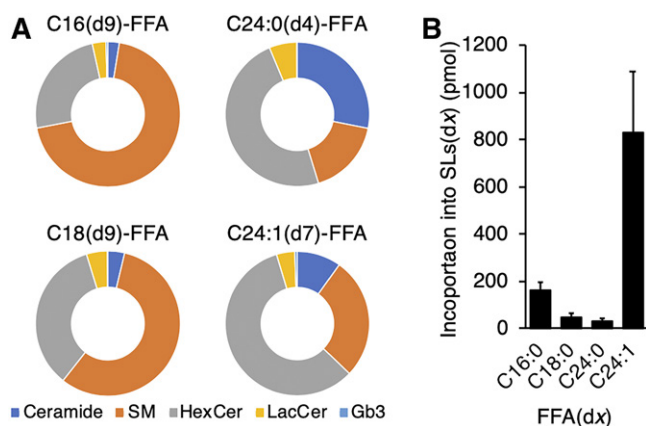 A
C16(d9)-FFA
C24:0(d4)-FFA
C18(d9)-FFA
C24:1(d7)-FFA
Ceramide SM HexCer LacCer Gb3
B
Incoportaon into SLs(dx) (pmol)
1200
1000
800
600
400
200
0
C16:0
C18:0
C24:0
C24:1
FFA(dx)